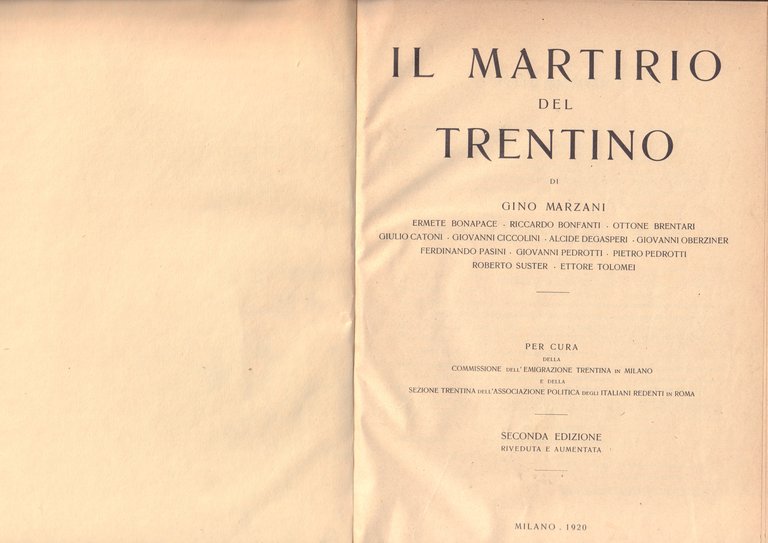 IL MARTIRIO
DEL
TRENTINO
DI
GINO MARZANI
ERMETE BONAPACE . RICCARDO BONFANTI . OTTONE BRENTARI
GIULIO CATONI . GIOVANNI CICCOLINI . ALCIDE DEGASPERI . GIOVANNI OBERZINER
FERDINANDO PASINI . GIOVANNI PEDROTTI . PIETRO PEDROTTI
ROBERTO SUSTER . ETTORE TOLOMEI
PER CURA
DELLA
COMMISSIONE DELL'EMIGRAZIONE TRENTINA IN MILANO
E DELLA
SEZIONE TRENTINA DELL'ASSOCIAZIONE POLITICA DEGLI ITALIANI REDENTI IN ROMA
SECONDA EDIZIONE
RIVEDUTA E AUMENTATA
MILANO . 1920